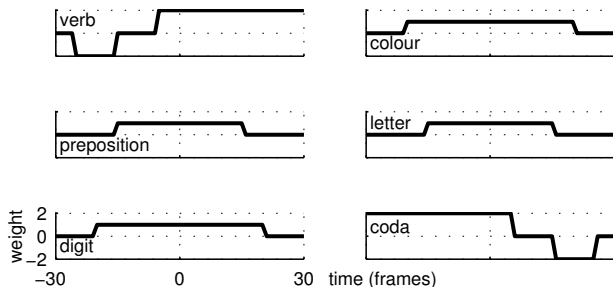 verb
colour
preposition
letter
weight
2
0
−2
digit
coda
−30
0
30
time (frames)